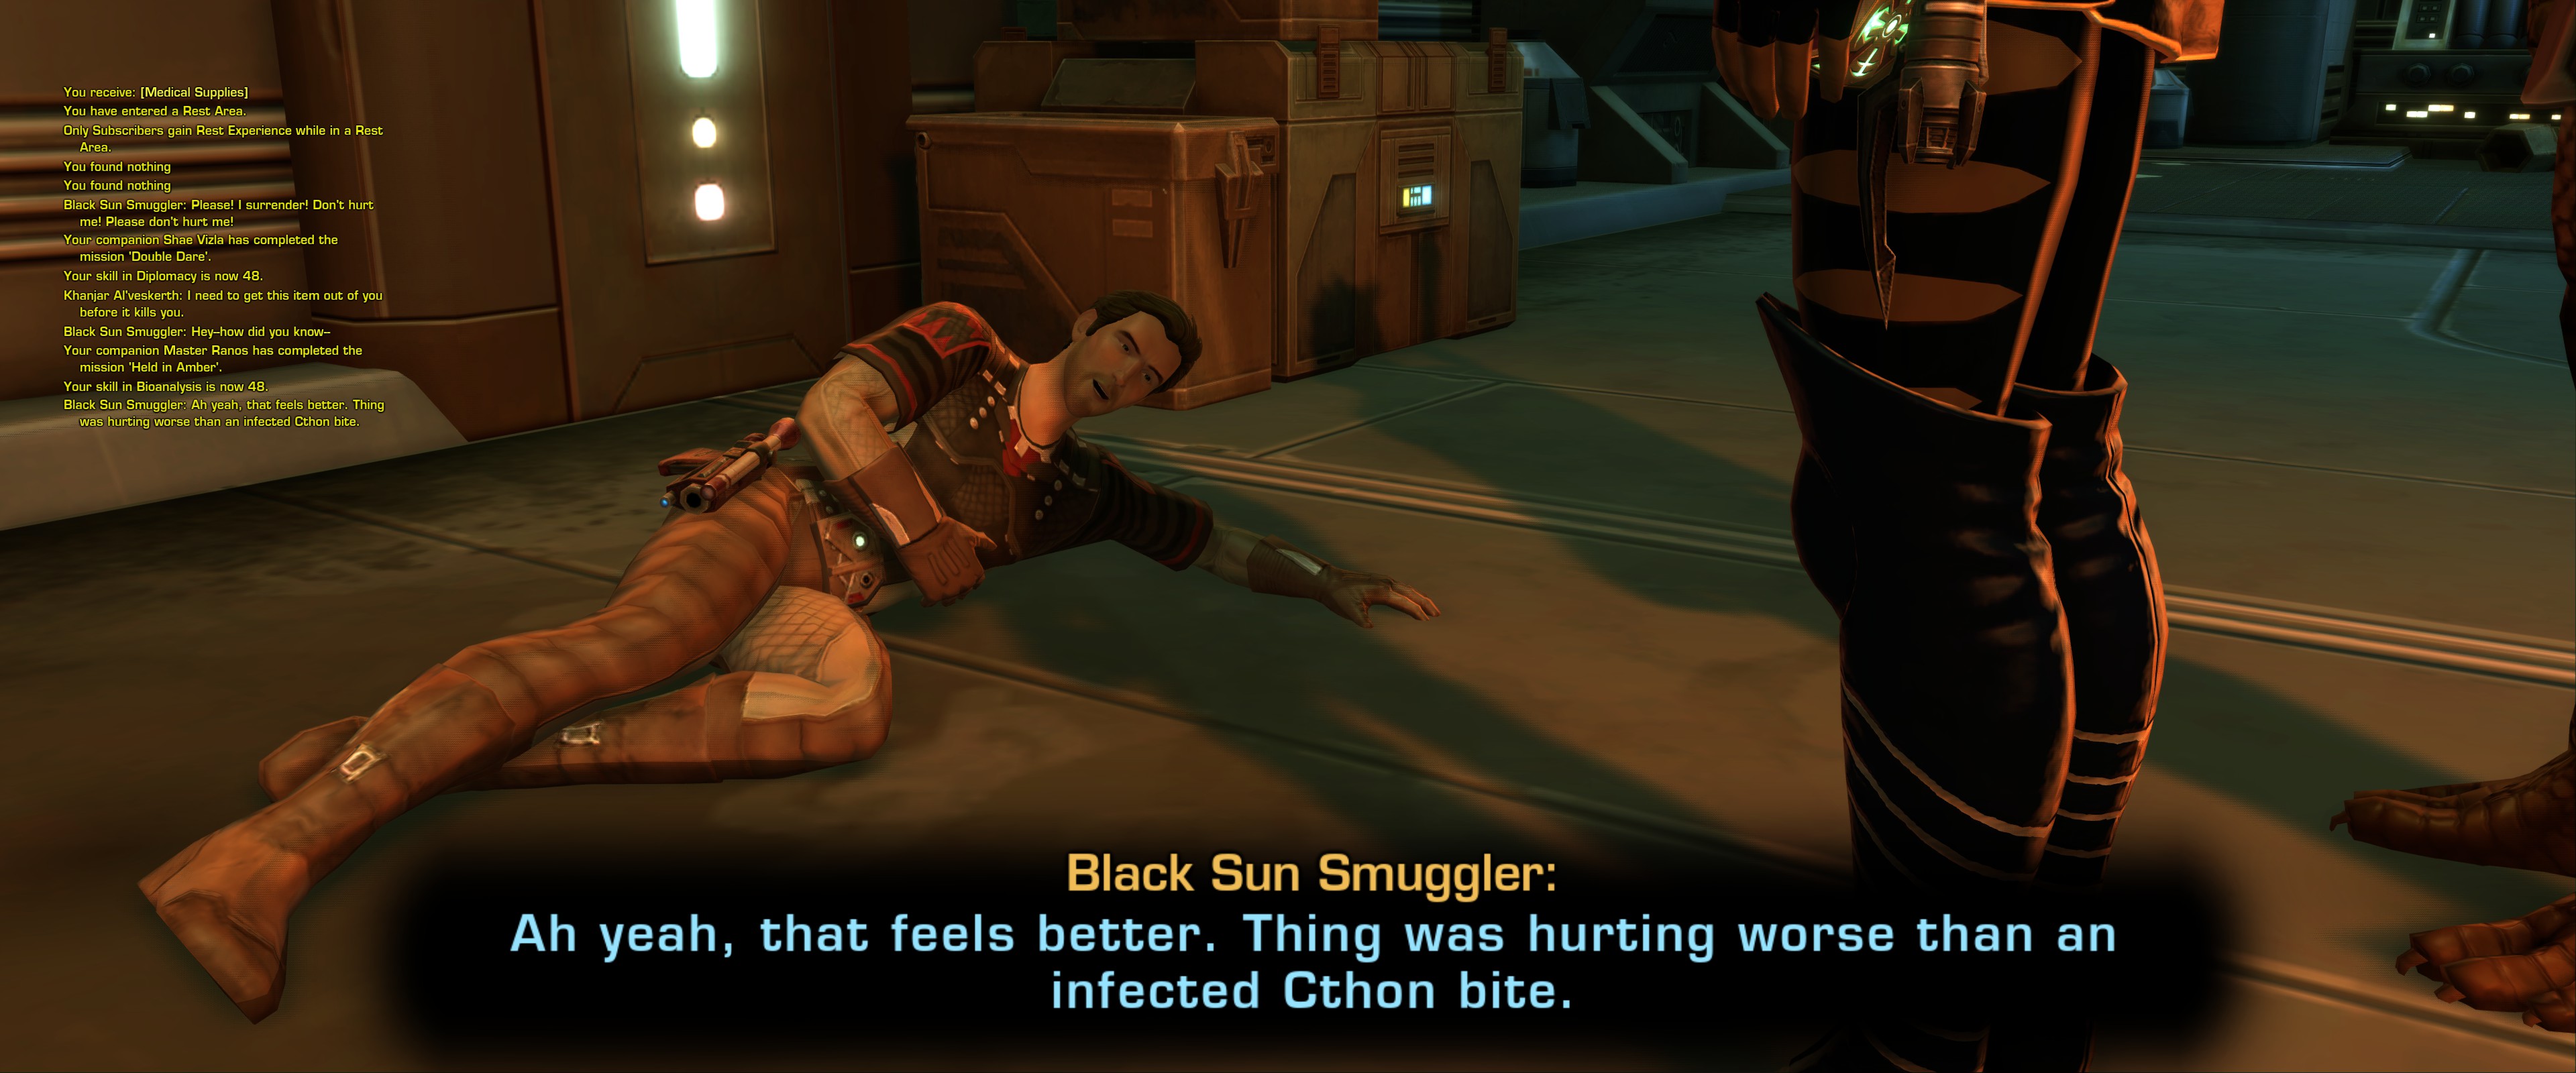 You receive: [Medical Supplies]
You have entered a Rest Area.
Only Subscribers gain Rest Experience while in a Rest
Area.
You found nothing
You found nothing
Black Sun Smuggler: Please! I surrender! Don't hurt
me! Please don't hurt me!
Your companion Shae Vizla has completed the
mission 'Double Dare'.
Your skill in Diplomacy is now 48.
Khanjar Al'veskerth: I need to get this item out of you
before it kills you.
Black Sun Smuggler: Hey–how did you know–
Your companion Master Ranos has completed the
mission 'Held in Amber'.
Your skill in Bioanalysis is now 48.
Black Sun Smuggler: Ah yeah, that feels better. Thing
was hurting worse than an infected Cthon bite.
Black Sun Smuggler:
Ah yeah, that feels better. Thing was hurting worse than an
infected Cthon bite.